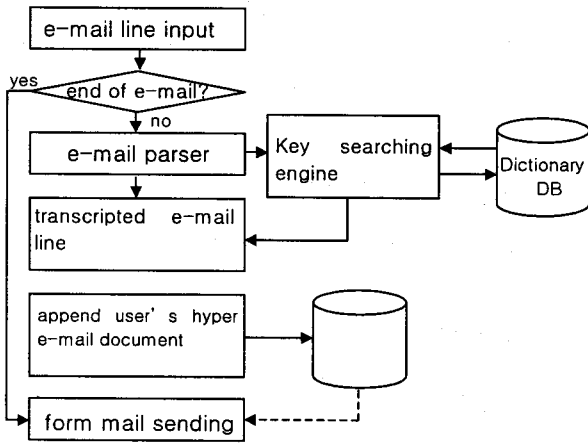 e-mail line input
yes
end of e-mail?
no
e-mail parser
Key searching
engine
Dictionary
DB
transcripted e-mail
line
append user's hyper
e-mail document
form mail sending